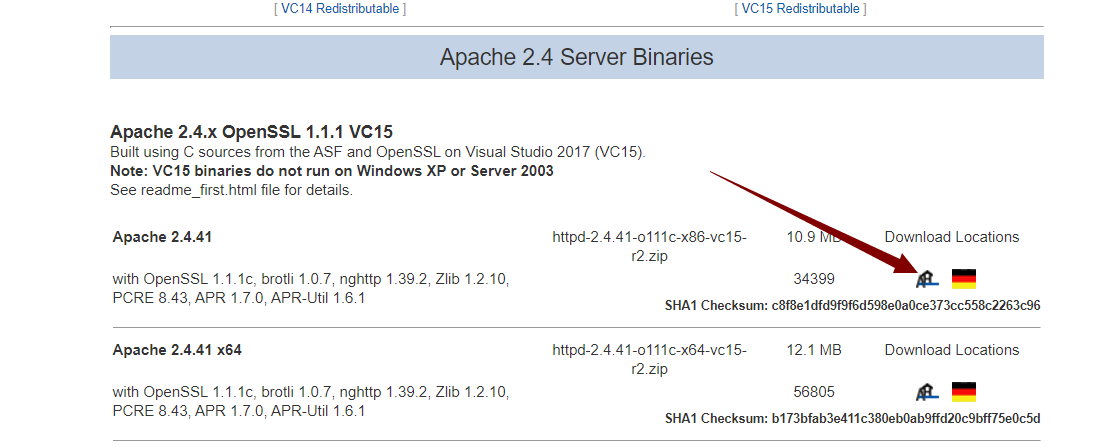 [ VC14 Redistributable ] [ VC15 Redistributable ]
Apache 2.4 Server Binaries
Apache 2.4.x OpenSSL 1.1.1 VC15
Built using C sources from the ASF and OpenSSL on Visual Studio 2017 (VC15).
Note: VC15 binaries do not run on Windows XP or Server 2003
See readme_first.html file for details.
Apache 2.4.41 httpd-2.4.41-o111c-x86-vc15- 10.9 MB Download Locations
r2.zip
with OpenSSL 1.1.1c, brotli 1.0.7, nghttp 1.39.2, Zlib 1.2.10, 34399
PCRE 8.43, APR 1.7.0, APR-Util 1.6.1
SHA1 Checksum: c8f8e1dfd9f9f6d598e0a0ce373cc558c2263c96
Apache 2.4.41 x64 httpd-2.4.41-o111c-x64-vc15- 12.1 MB Download Locations
r2.zip
with OpenSSL 1.1.1c, brotli 1.0.7, nghttp 1.39.2, Zlib 1.2.10, 56805
PCRE 8.43, APR 1.7.0, APR-Util 1.6.1
SHA1 Checksum: b173bfab3e411c380eb0ab9ffd20c9bff75e0c5d